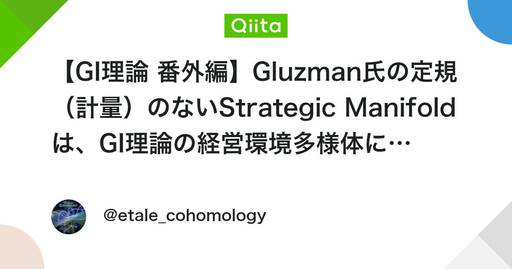 Qiita
【GI理論 番外編】Gluzman氏の定規
（計量）のないStrategic Manifold
は、GI理論の経営環境多様体に…
@etale_cohomology